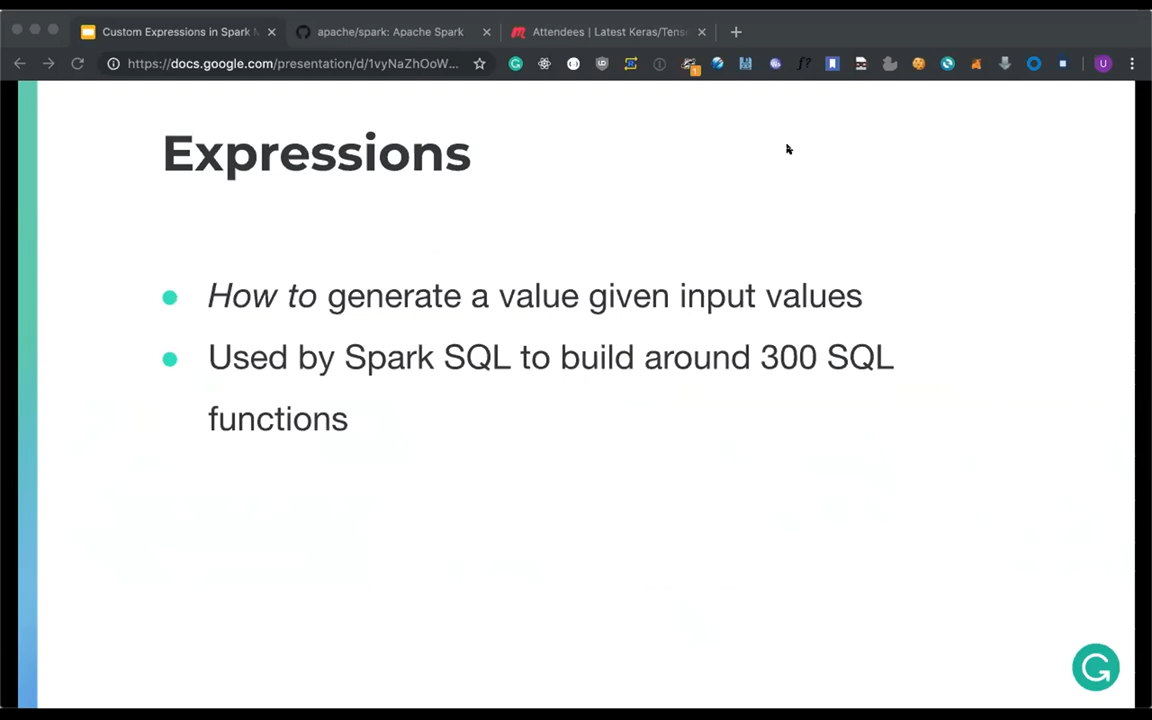 Custom Expressions in Spark
apache/spark: Apache Spark
Attendees | Latest Keras/Tens
https://docs.google.com/presentation/d/1vyNaZhOoW...
Expressions
How to generate a value given input values
Used by Spark SQL to build around 300 SQL
functions